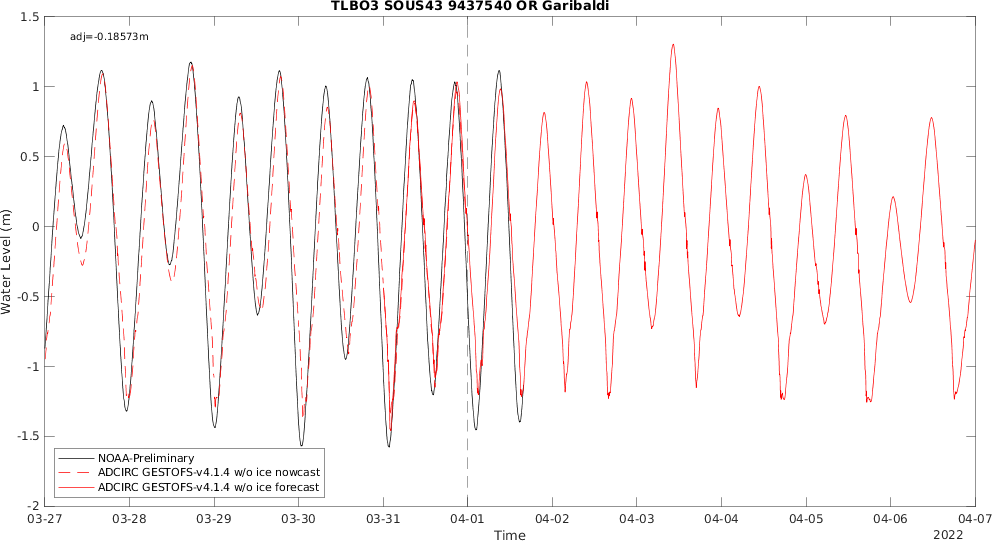 TLBO3 SOUS43 9437540 OR Garibaldi
adj=-0.18573m
Water Level (m)
1.5
1
0.5
0
-0.5
-1
-1.5
-2
NOAA-Preliminary
ADCIRC GESTOFS-v4.1.4 w/o ice nowcast
ADCIRC GESTOFS-v4.1.4 w/o ice forecast
03-27 03-28 03-29 03-30 03-31 04-01 04-02 04-03 04-04 04-05 04-06 04-07
Time
2022